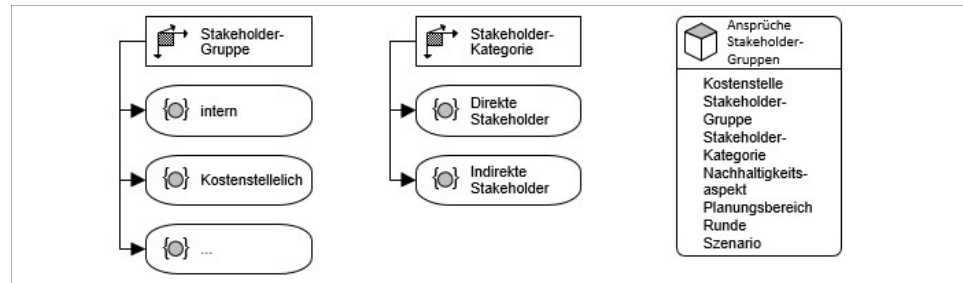 Stakeholder-
Gruppe
intern
Kostenstellelich
...
Stakeholder-
Kategorie
Direkte
Stakeholder
Indirekte
Stakeholder
Ansprüche
Stakeholder-
Gruppen
Kostenstelle
Stakeholder-
Gruppe
Stakeholder-
Kategorie
Nachhaltigkeits-
aspekt
Planungsbereich
Runde
Szenario